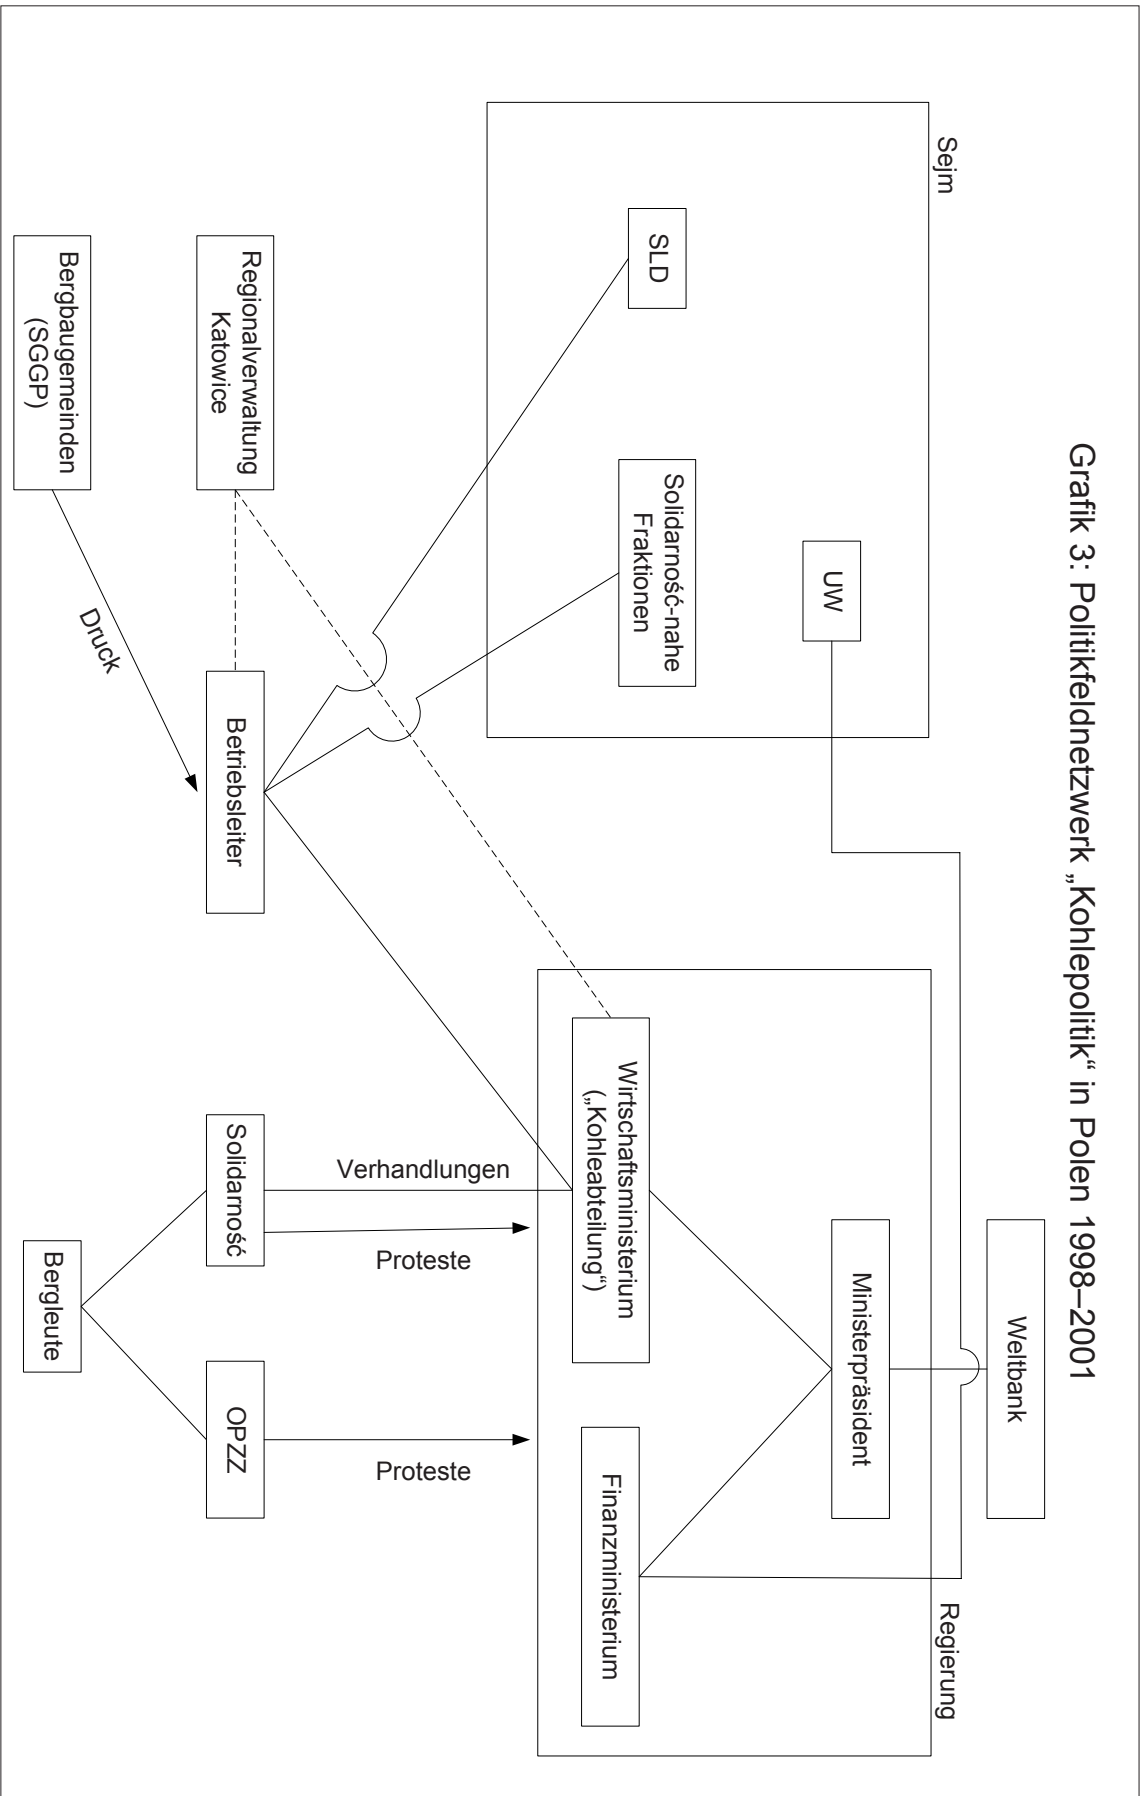 Grafik 3: Politikfeldnetzwerk „Kohlepolitik“ in Polen 1998–2001
Weltbank
Sejm
Regierung
UW
Ministerpräsident
SLD
Solidarność-nahe
Fraktionen
Wirtschaftsministerium
(„Kohleabteilung“)
Finanzministerium
Verhandlungen
Proteste
Proteste
Regionalverwaltung
Katowice
Betriebsleiter
Solidarność
OPZZ
Druck
Bergbaugemeinden
(SGGP)
Bergleute